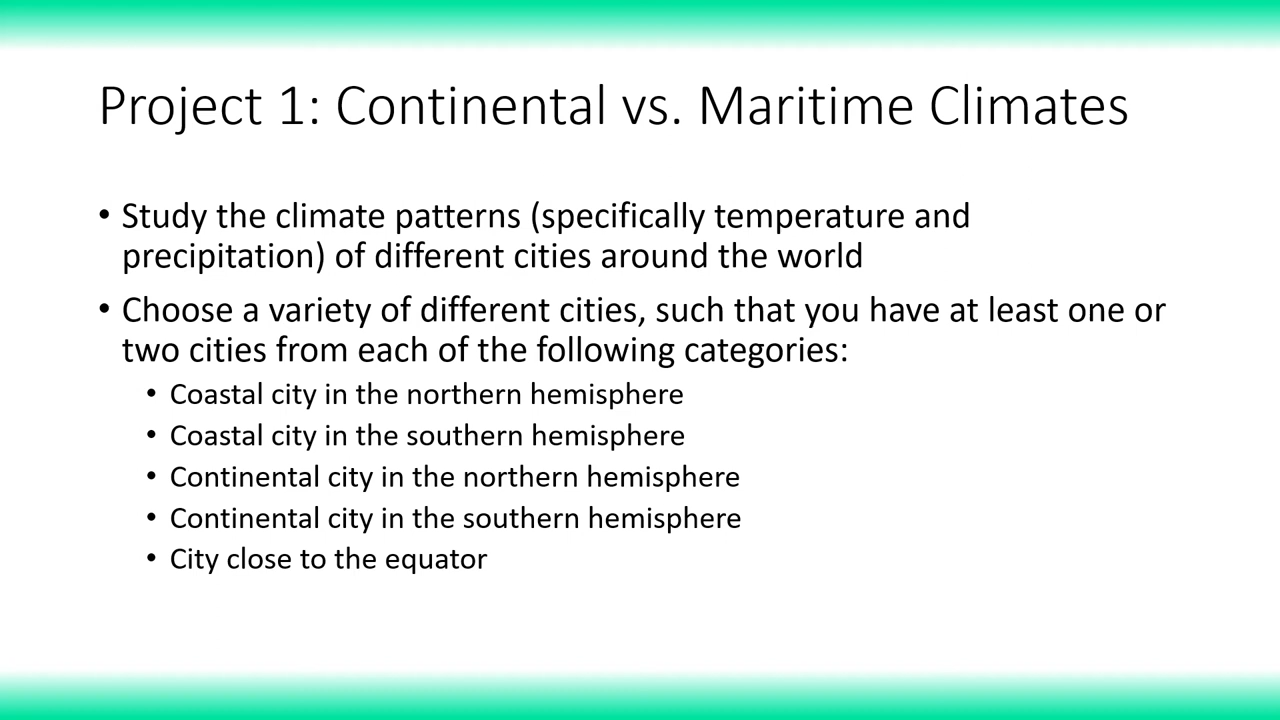 Project 1: Continental vs. Maritime Climates
• Study the climate patterns (specifically temperature and
precipitation) of different cities around the world
• Choose a variety of different cities, such that you have at least one or
two cities from each of the following categories:
• Coastal city in the northern hemisphere
• Coastal city in the southern hemisphere
• Continental city in the northern hemisphere
• Continental city in the southern hemisphere
• City close to the equator